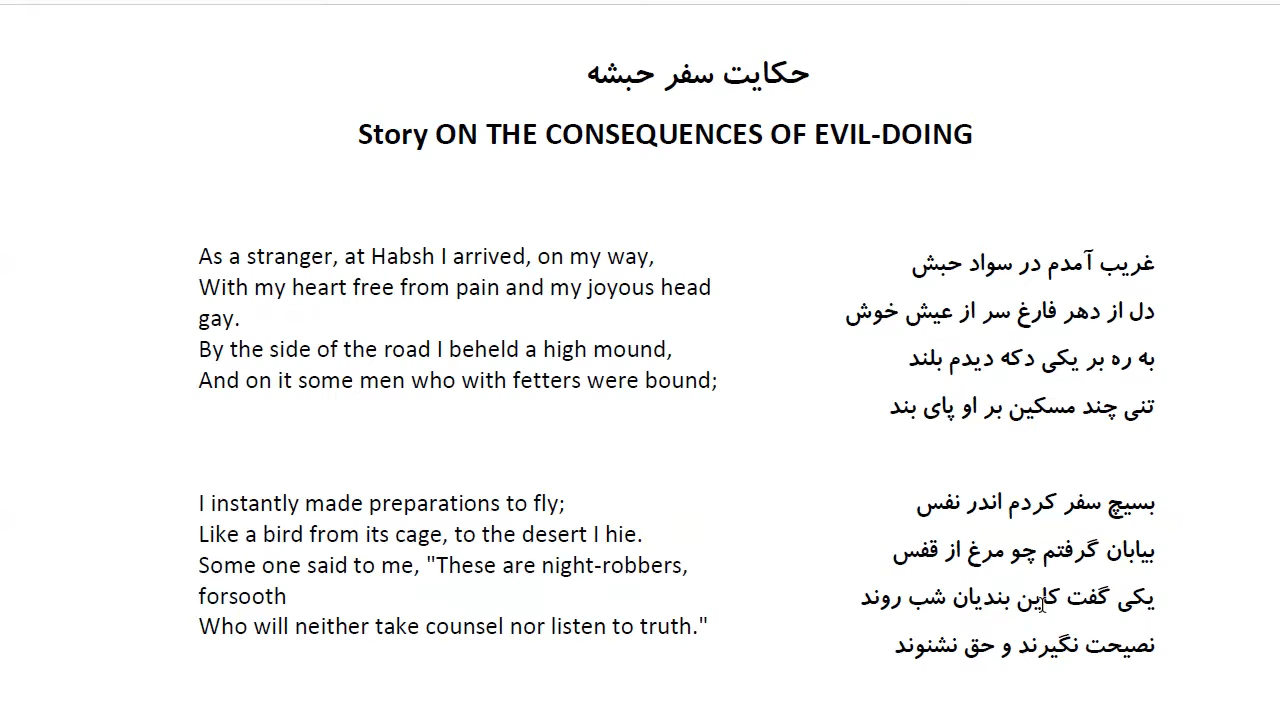 حکایت سفر حبشه
Story ON THE CONSEQUENCES OF EVIL-DOING
As a stranger, at Habsh I arrived, on my way,
With my heart free from pain and my joyous head
gay.
By the side of the road I beheld a high mound,
And on it some men who with fetters were bound;
غریب آمدم در سواد حبش
دل از دهر فارغ سر از عیش خوش
به ره بر یکی دکه دیدم بلند
تنی چند مسکین بر او پای بند
I instantly made preparations to fly;
Like a bird from its cage, to the desert I hie.
Some one said to me, "These are night-robbers,
forsooth
Who will neither take counsel nor listen to truth."
بسیچ سفر کردم اندر نفس
بیابان گرفتم چو مرغ از قفس
یکی گفت کاین بندیان شب روند
نصیحت نگیرند و حق نشنوند